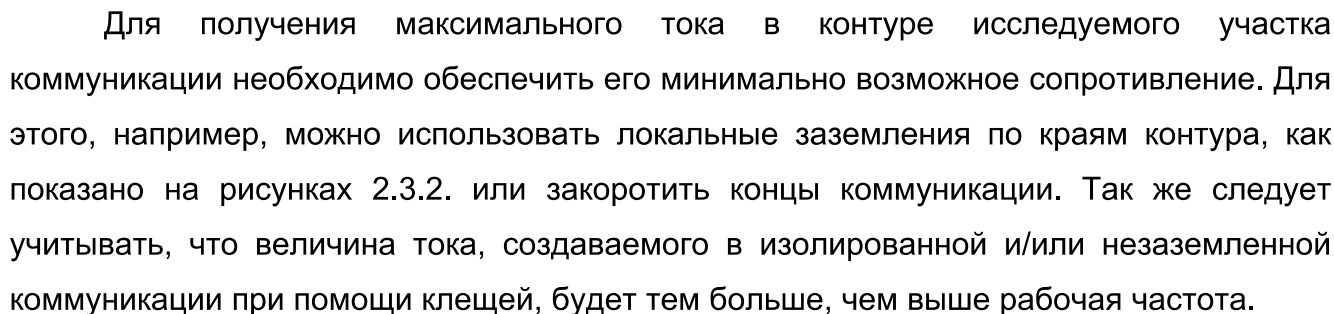 Для получения максимального тока в контуре исследуемого участка
коммуникации необходимо обеспечить его минимально возможное сопротивление. Для
этого, например, можно использовать локальные заземления по краям контура, как
показано на рисунках 2.3.2. или закоротить концы коммуникации. Так же следует
учитывать, что величина тока, создаваемого в изолированной и/или незаземленной
коммуникации при помощи клещей, будет тем больше, чем выше рабочая частота.